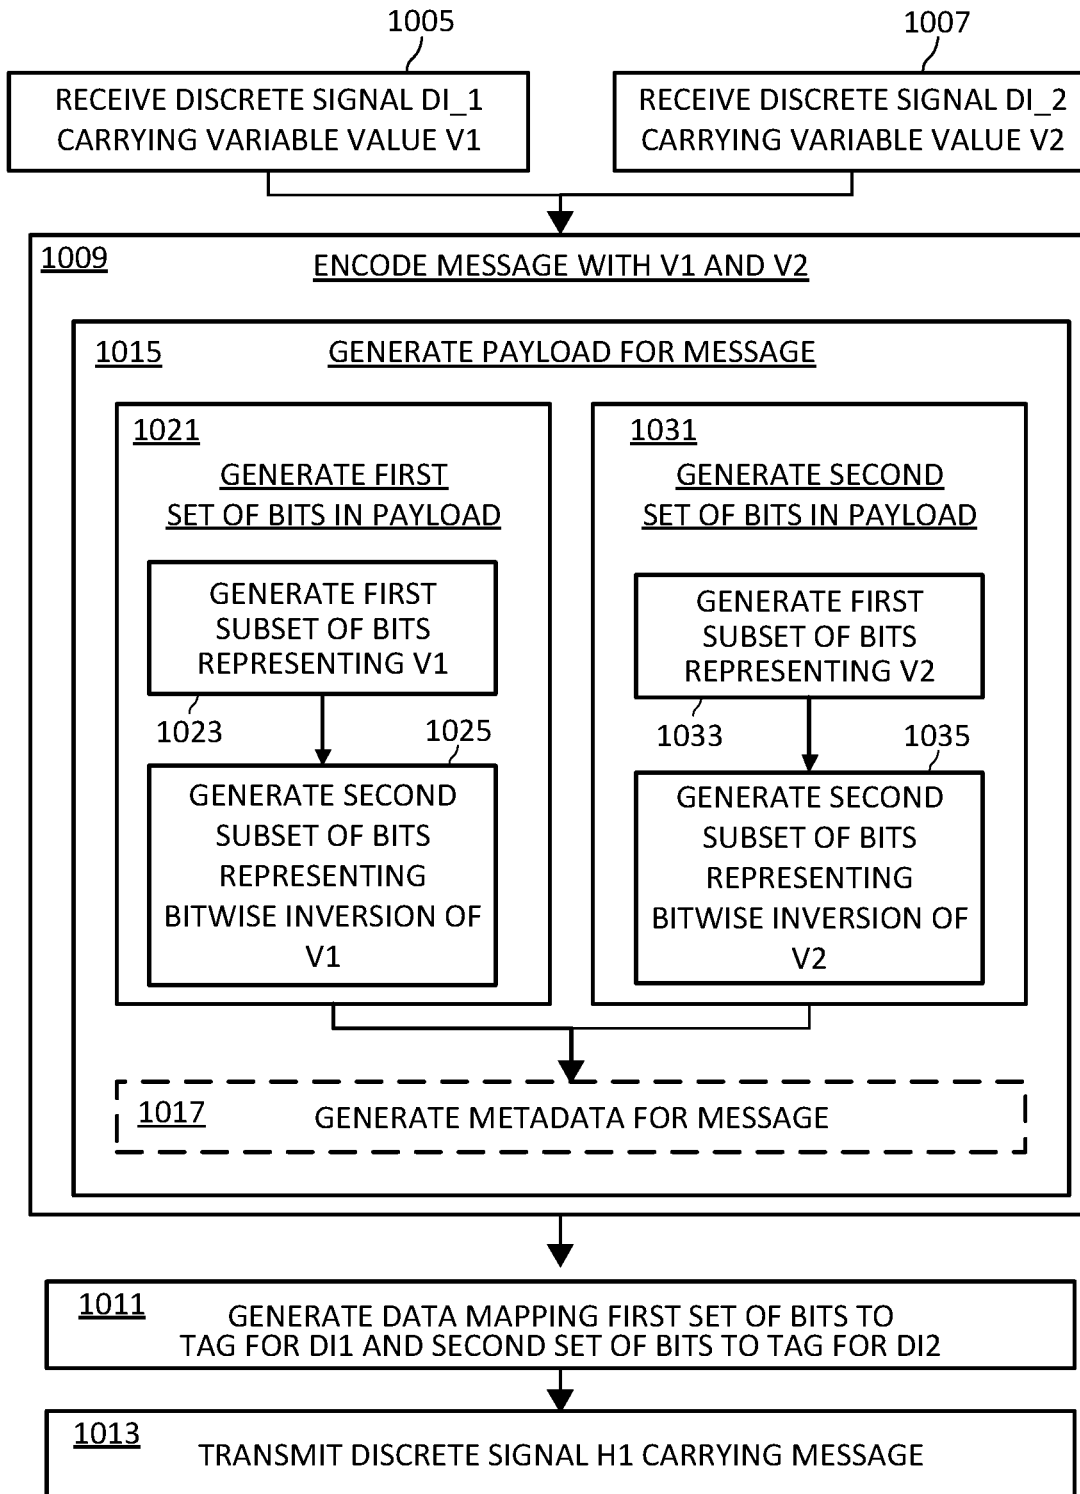 1005
1007
RECEIVE DISCRETE SIGNAL DI_1
CARRYING VARIABLE VALUE V1
RECEIVE DISCRETE SIGNAL DI_2
CARRYING VARIABLE VALUE V2
1009
ENCODE MESSAGE WITH V1 AND V2
1015
GENERATE PAYLOAD FOR MESSAGE
1021
GENERATE FIRST
SET OF BITS IN PAYLOAD
GENERATE FIRST
SUBSET OF BITS
REPRESENTING V1
1023
1025
GENERATE SECOND
SUBSET OF BITS
REPRESENTING
BITWISE INVERSION OF
V1
1031
GENERATE SECOND
SET OF BITS IN PAYLOAD
GENERATE FIRST
SUBSET OF BITS
REPRESENTING V2
1033
1035
GENERATE SECOND
SUBSET OF BITS
REPRESENTING
BITWISE INVERSION OF
V2
1017
GENERATE METADATA FOR MESSAGE
1011
GENERATE DATA MAPPING FIRST SET OF BITS TO
TAG FOR DI1 AND SECOND SET OF BITS TO TAG FOR DI2
1013
TRANSMIT DISCRETE SIGNAL H1 CARRYING MESSAGE